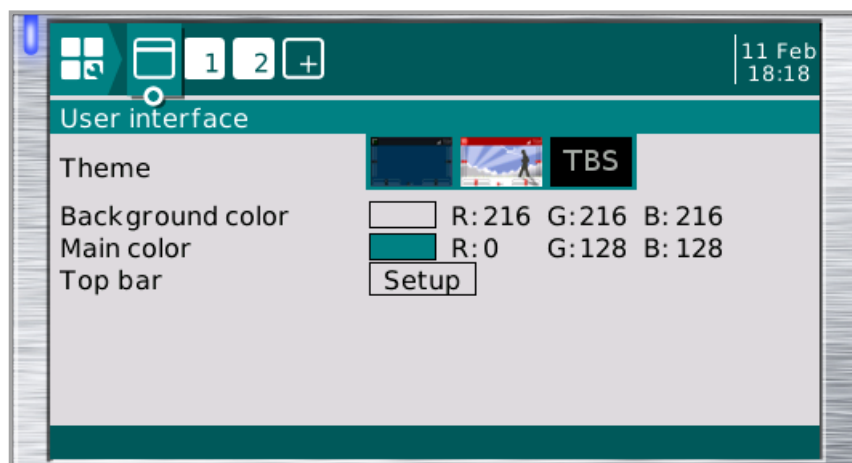 1 2 +
11 Feb
18:18
User interface
Theme TBS
Background color R:216 G:216 B:216
Main color R:0 G:128 B:128
Top bar Setup